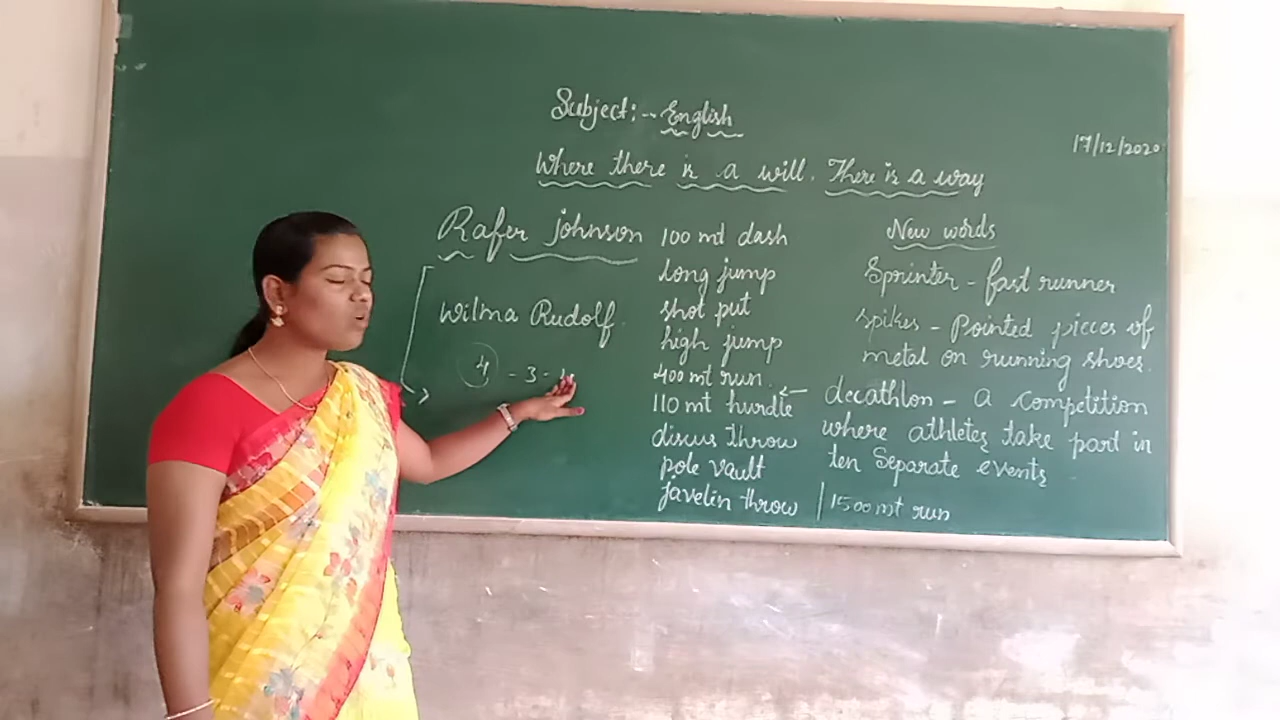 Subject:- English
17/12/2020
Where there is a will. There is a way
Rafer Johnson
Wilma Rudolf.
4 - 3 -
100 mt dash
long jump
shot put
high jump
400 mt run.
110 mt hurdle
discus throw
pole vault
javelin throw
1500 mt run
New words
Sprinter - fast runner
spikes - Pointed pieces of
metal on running shoes.
decathlon - a competition
where athletes take part in
ten Separate events